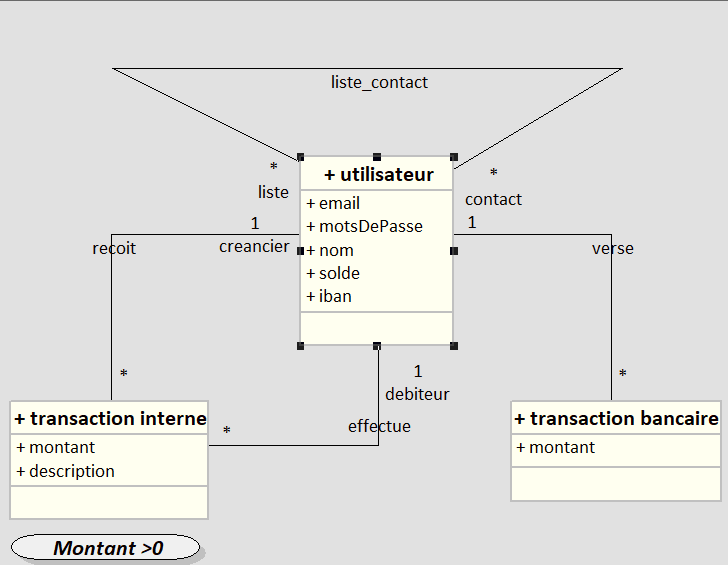 liste_contact
* *
liste contact
+ utilisateur
+ email
+ motsDePasse
+ nom
+ solde
+ iban
1 1
recoit creancier verse
* *
1
debiteur
effectue
*
+ transaction interne
+ montant
+ description
+ transaction bancaire
+ montant
Montant >0